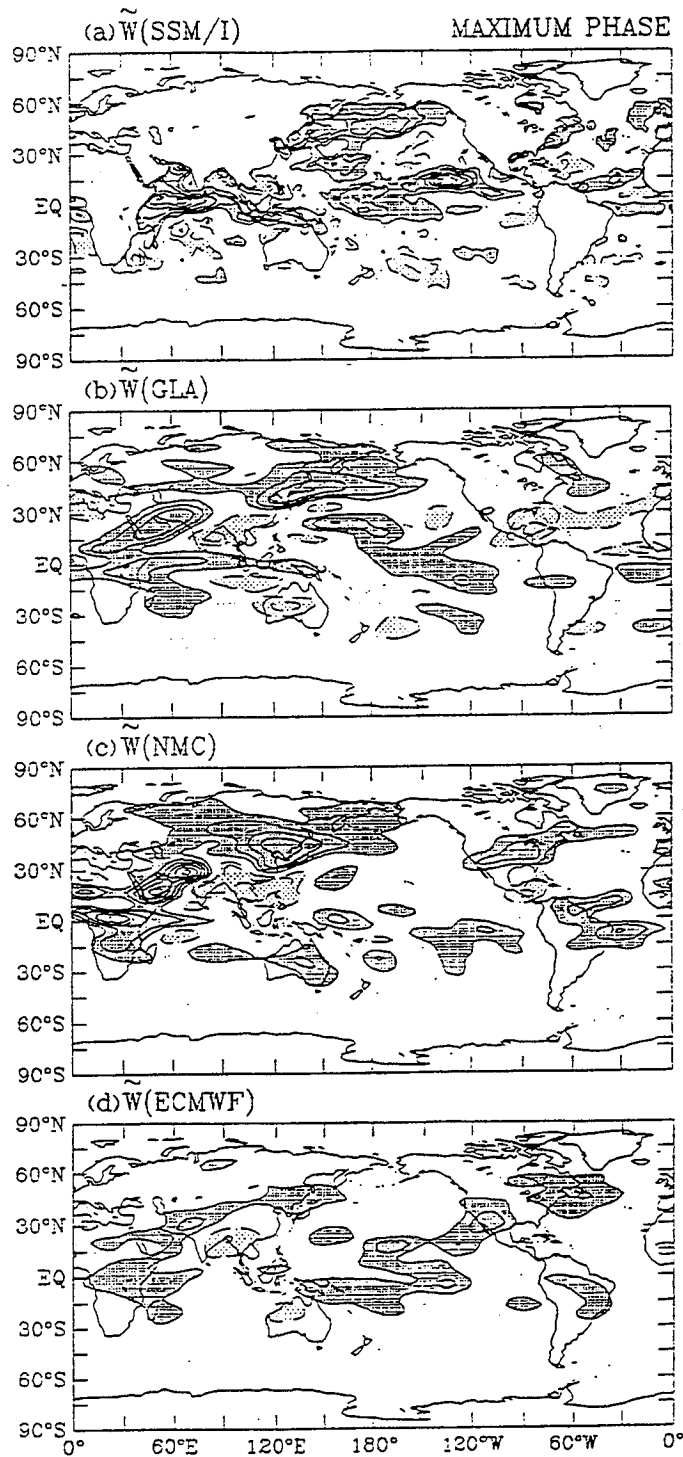 (a) W̃(SSM/I) MAXIMUM PHASE
90°N
60°N
30°N
EQ
30°S
60°S
90°S
(b) W̃(GLA)
90°N
60°N
30°N
EQ
30°S
60°S
90°S
(c) W̃(NMC)
90°N
60°N
30°N
EQ
30°S
60°S
90°S
(d) W̃(ECMWF)
90°N
60°N
30°N
EQ
30°S
60°S
90°S
0° 60°E 120°E 180° 120°W 60°W 0°